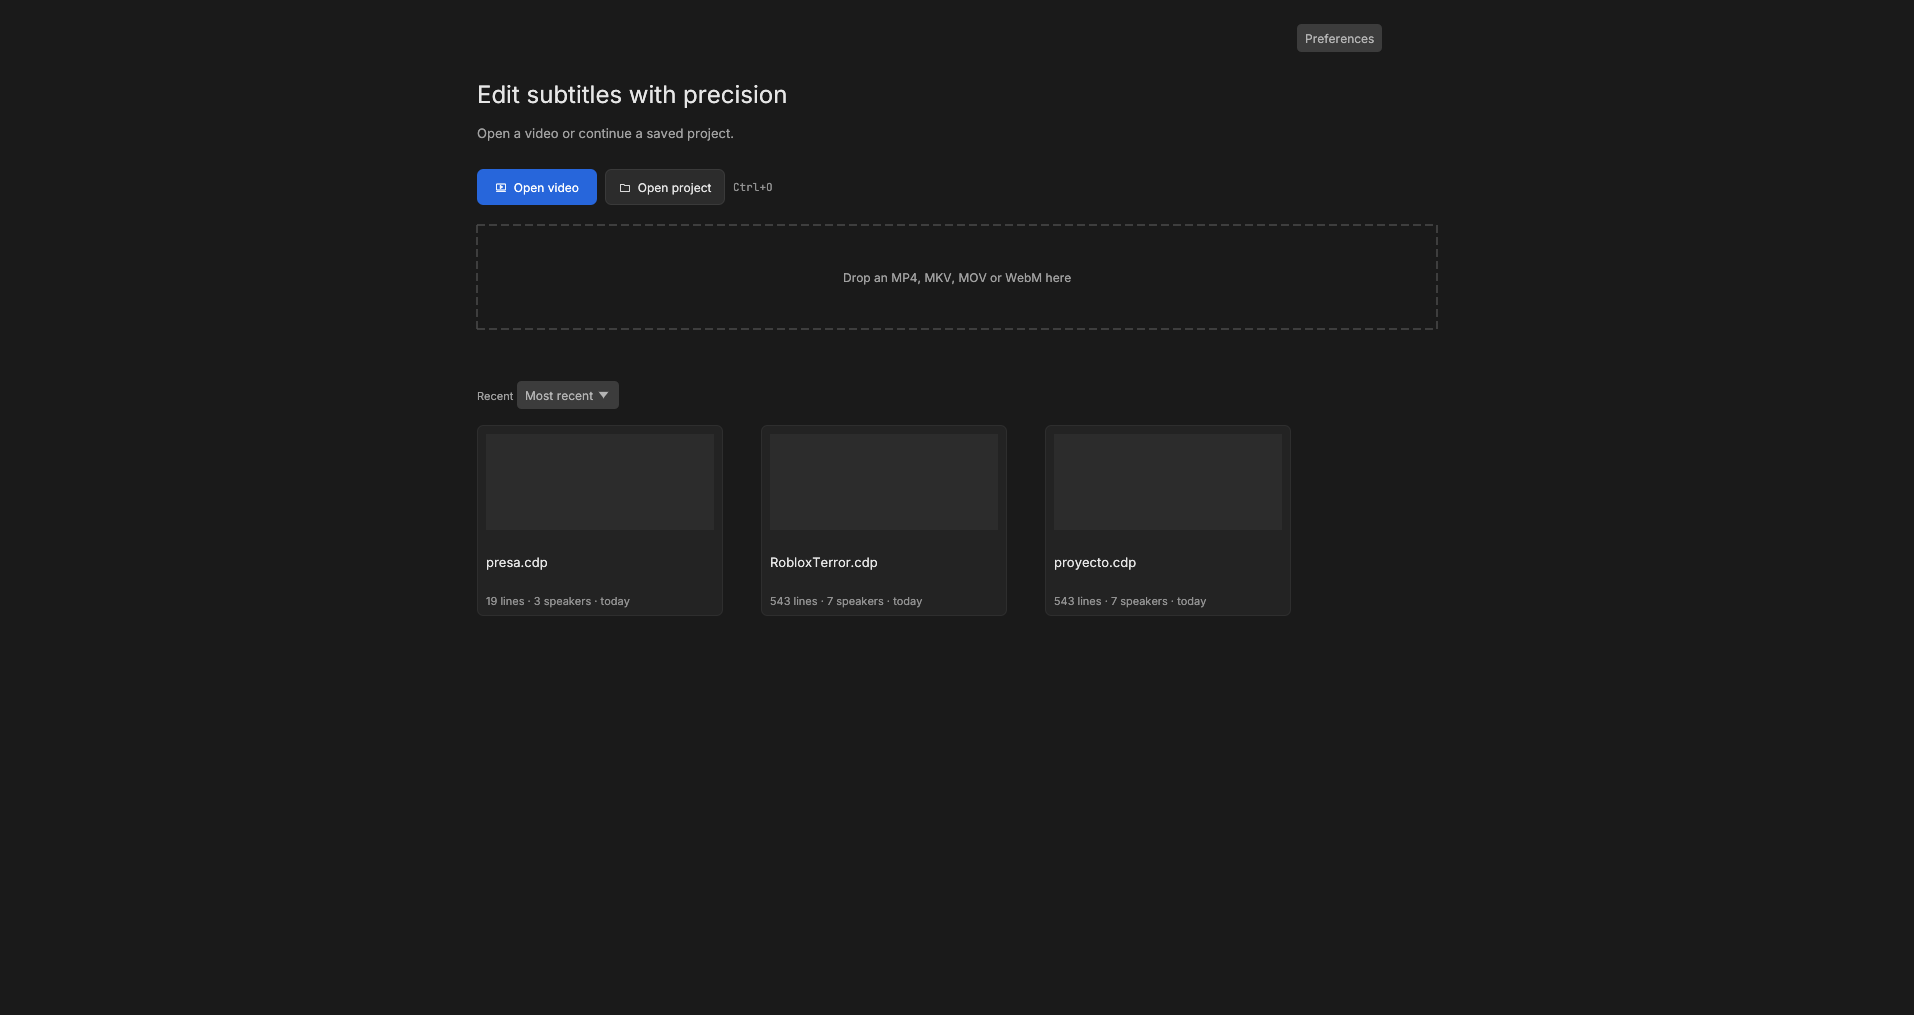 Preferences
Edit subtitles with precision
Open a video or continue a saved project.
Open video
Open project
Ctrl+O
Drop an MP4, MKV, MOV or WebM here
Recent
Most recent
presa.cdp
19 lines · 3 speakers · today
RobloxTerror.cdp
543 lines · 7 speakers · today
proyecto.cdp
543 lines · 7 speakers · today